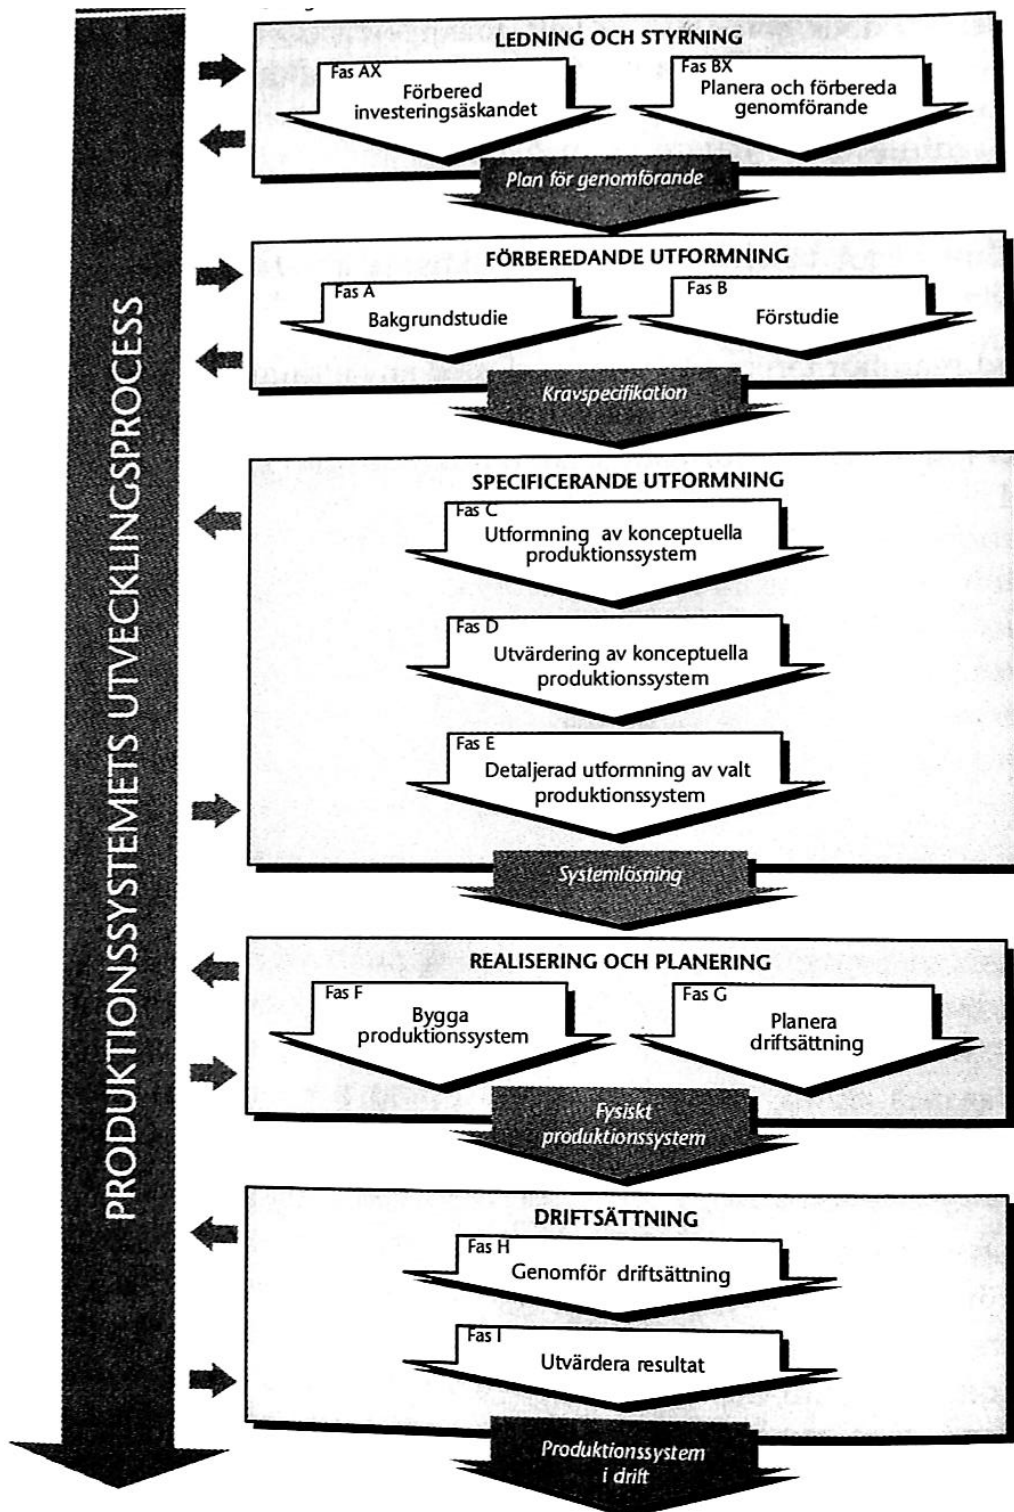 PRODUKTIONSSYSTEMETS UTVECKLINGSPROCESS
LEDNING OCH STYRNING
Fas AX
Förbered
investeringsäskandet
Fas BX
Planera och förbereda
genomförande
Plan för genomförande
FÖRBEREDANDE UTFORMNING
Fas A
Bakgrundstudie
Fas B
Förstudie
Kravspecifikation
SPECIFICERANDE UTFORMNING
Fas C
Utformning av konceptuella
produktionssystem
Fas D
Utvärdering av konceptuella
produktionssystem
Fas E
Detaljerad utformning av valt
produktionssystem
Systemlösning
REALISERING OCH PLANERING
Fas F
Bygga
produktionssystem
Fas G
Planera
driftsättning
Fysiskt
produktionssystem
DRIFTSÄTTNING
Fas H
Genomför driftsättning
Fas I
Utvärdera resultat
Produktionssystem
i drift